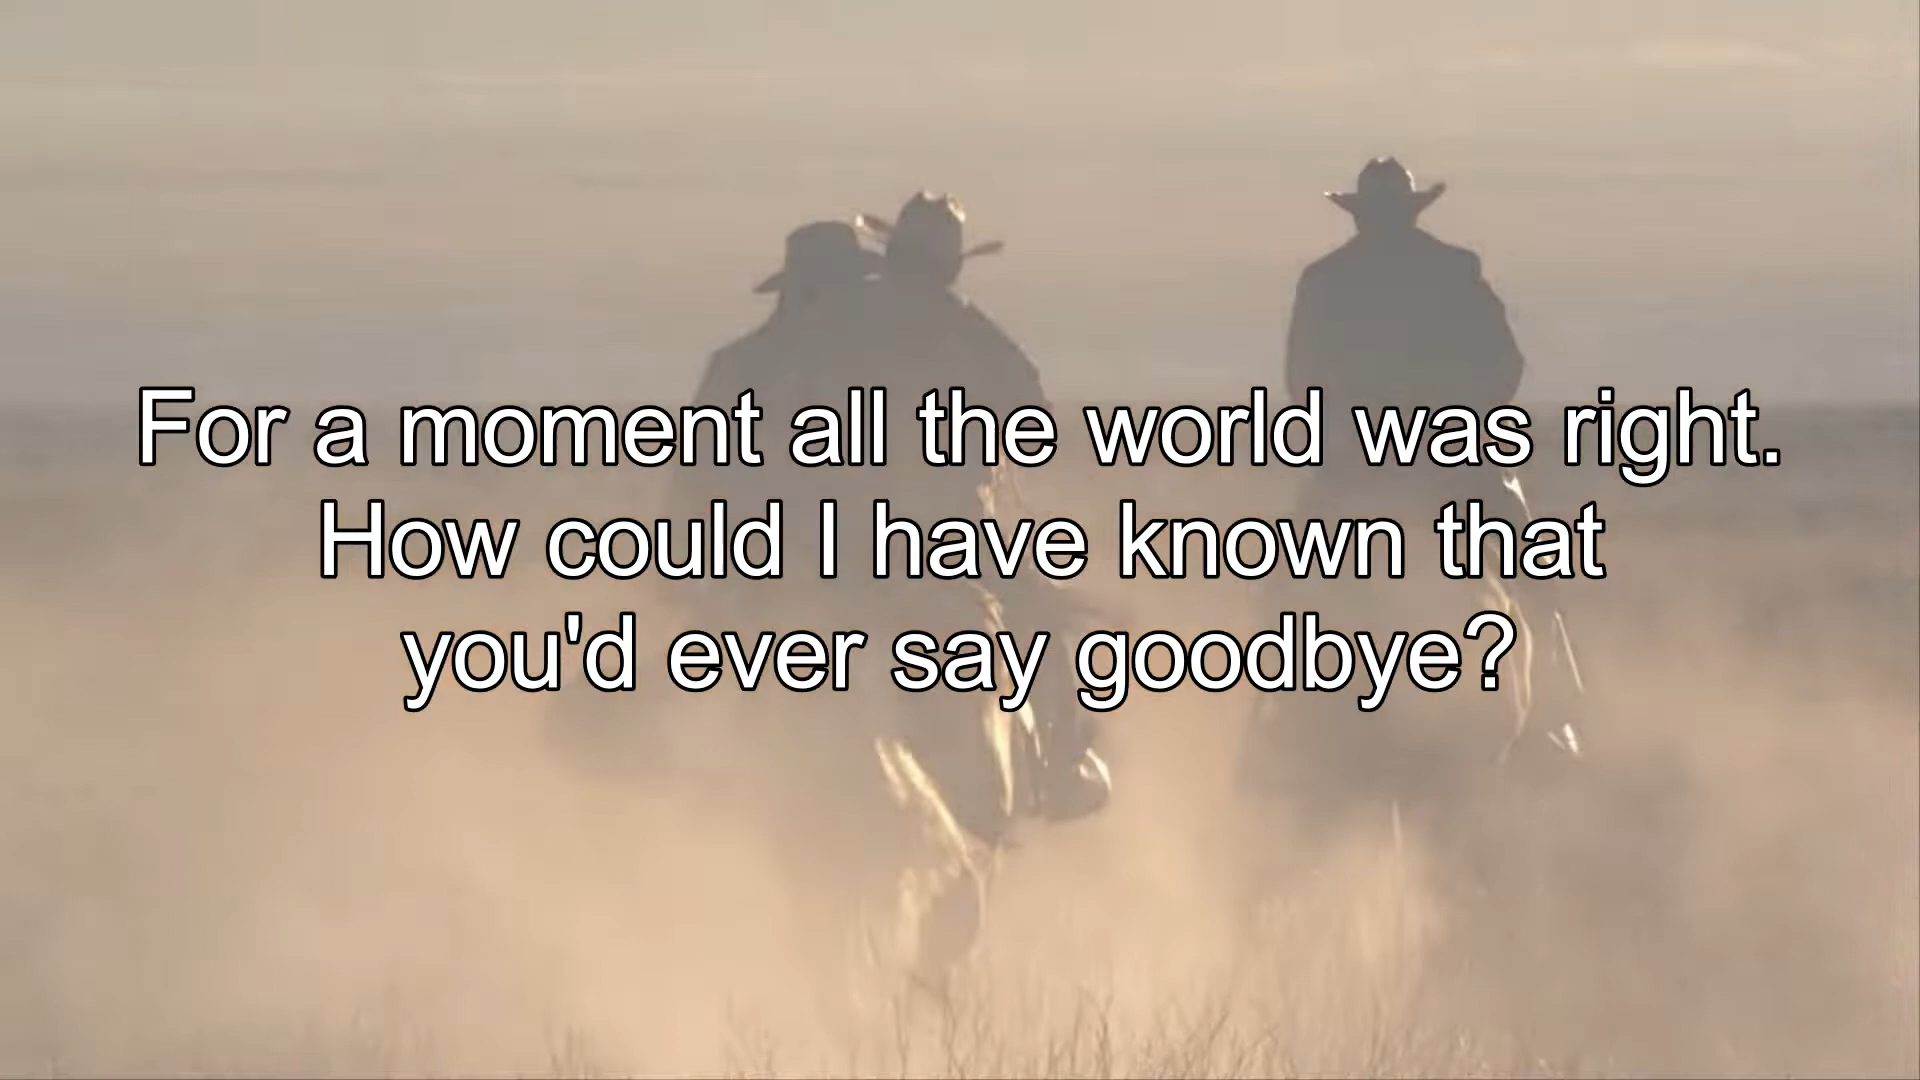 For a moment all the world was right.
How could I have known that
you'd ever say goodbye?